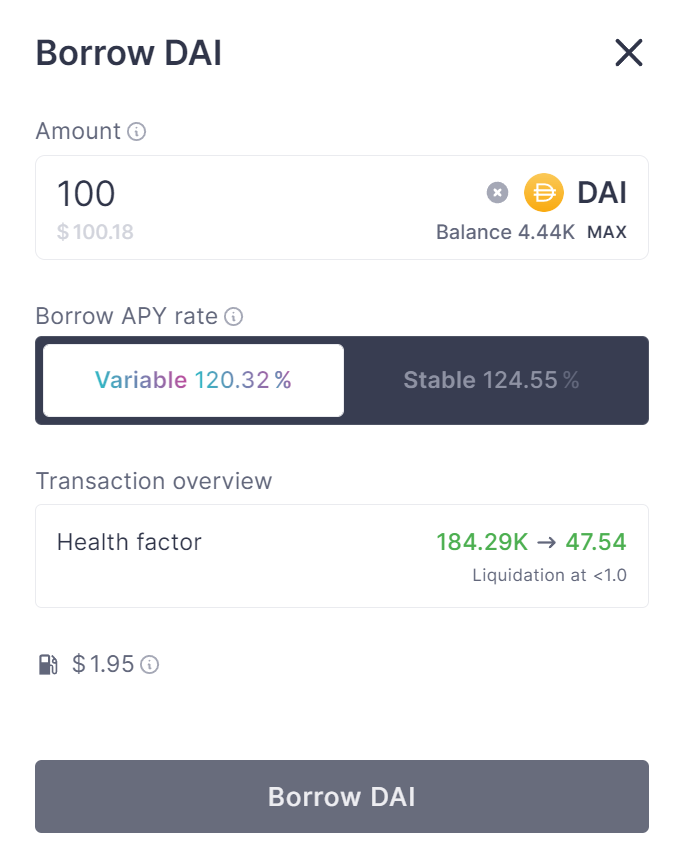 Borrow DAI
Amount
100 DAI
$100.18 Balance 4.44K MAX
Borrow APY rate
Variable 120.32% Stable 124.55%
Transaction overview
Health factor 184.29K → 47.54
Liquidation at <1.0
$1.95
Borrow DAI